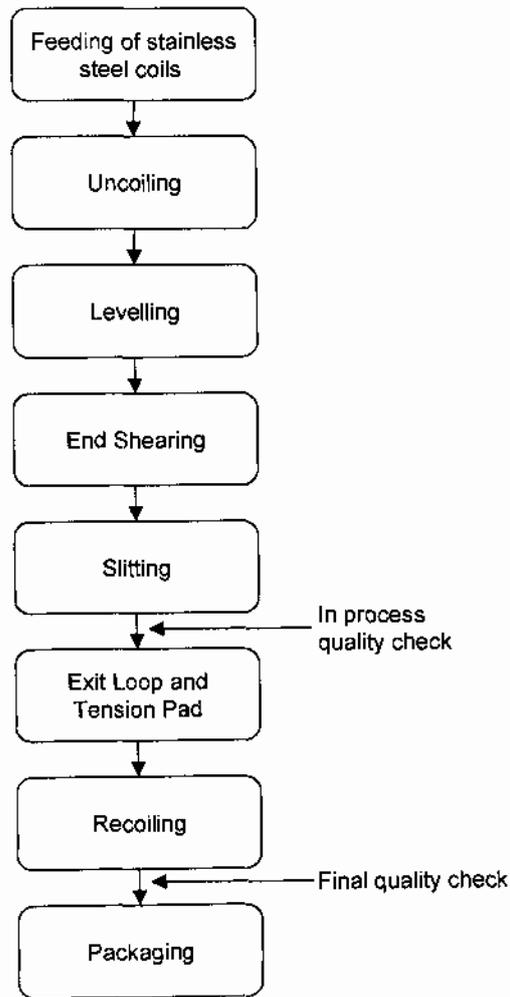 Feeding of stainless
steel coils
Uncoiling
Levelling
End Shearing
Slitting
In process
quality check
Exit Loop and
Tension Pad
Recoiling
Final quality check
Packaging